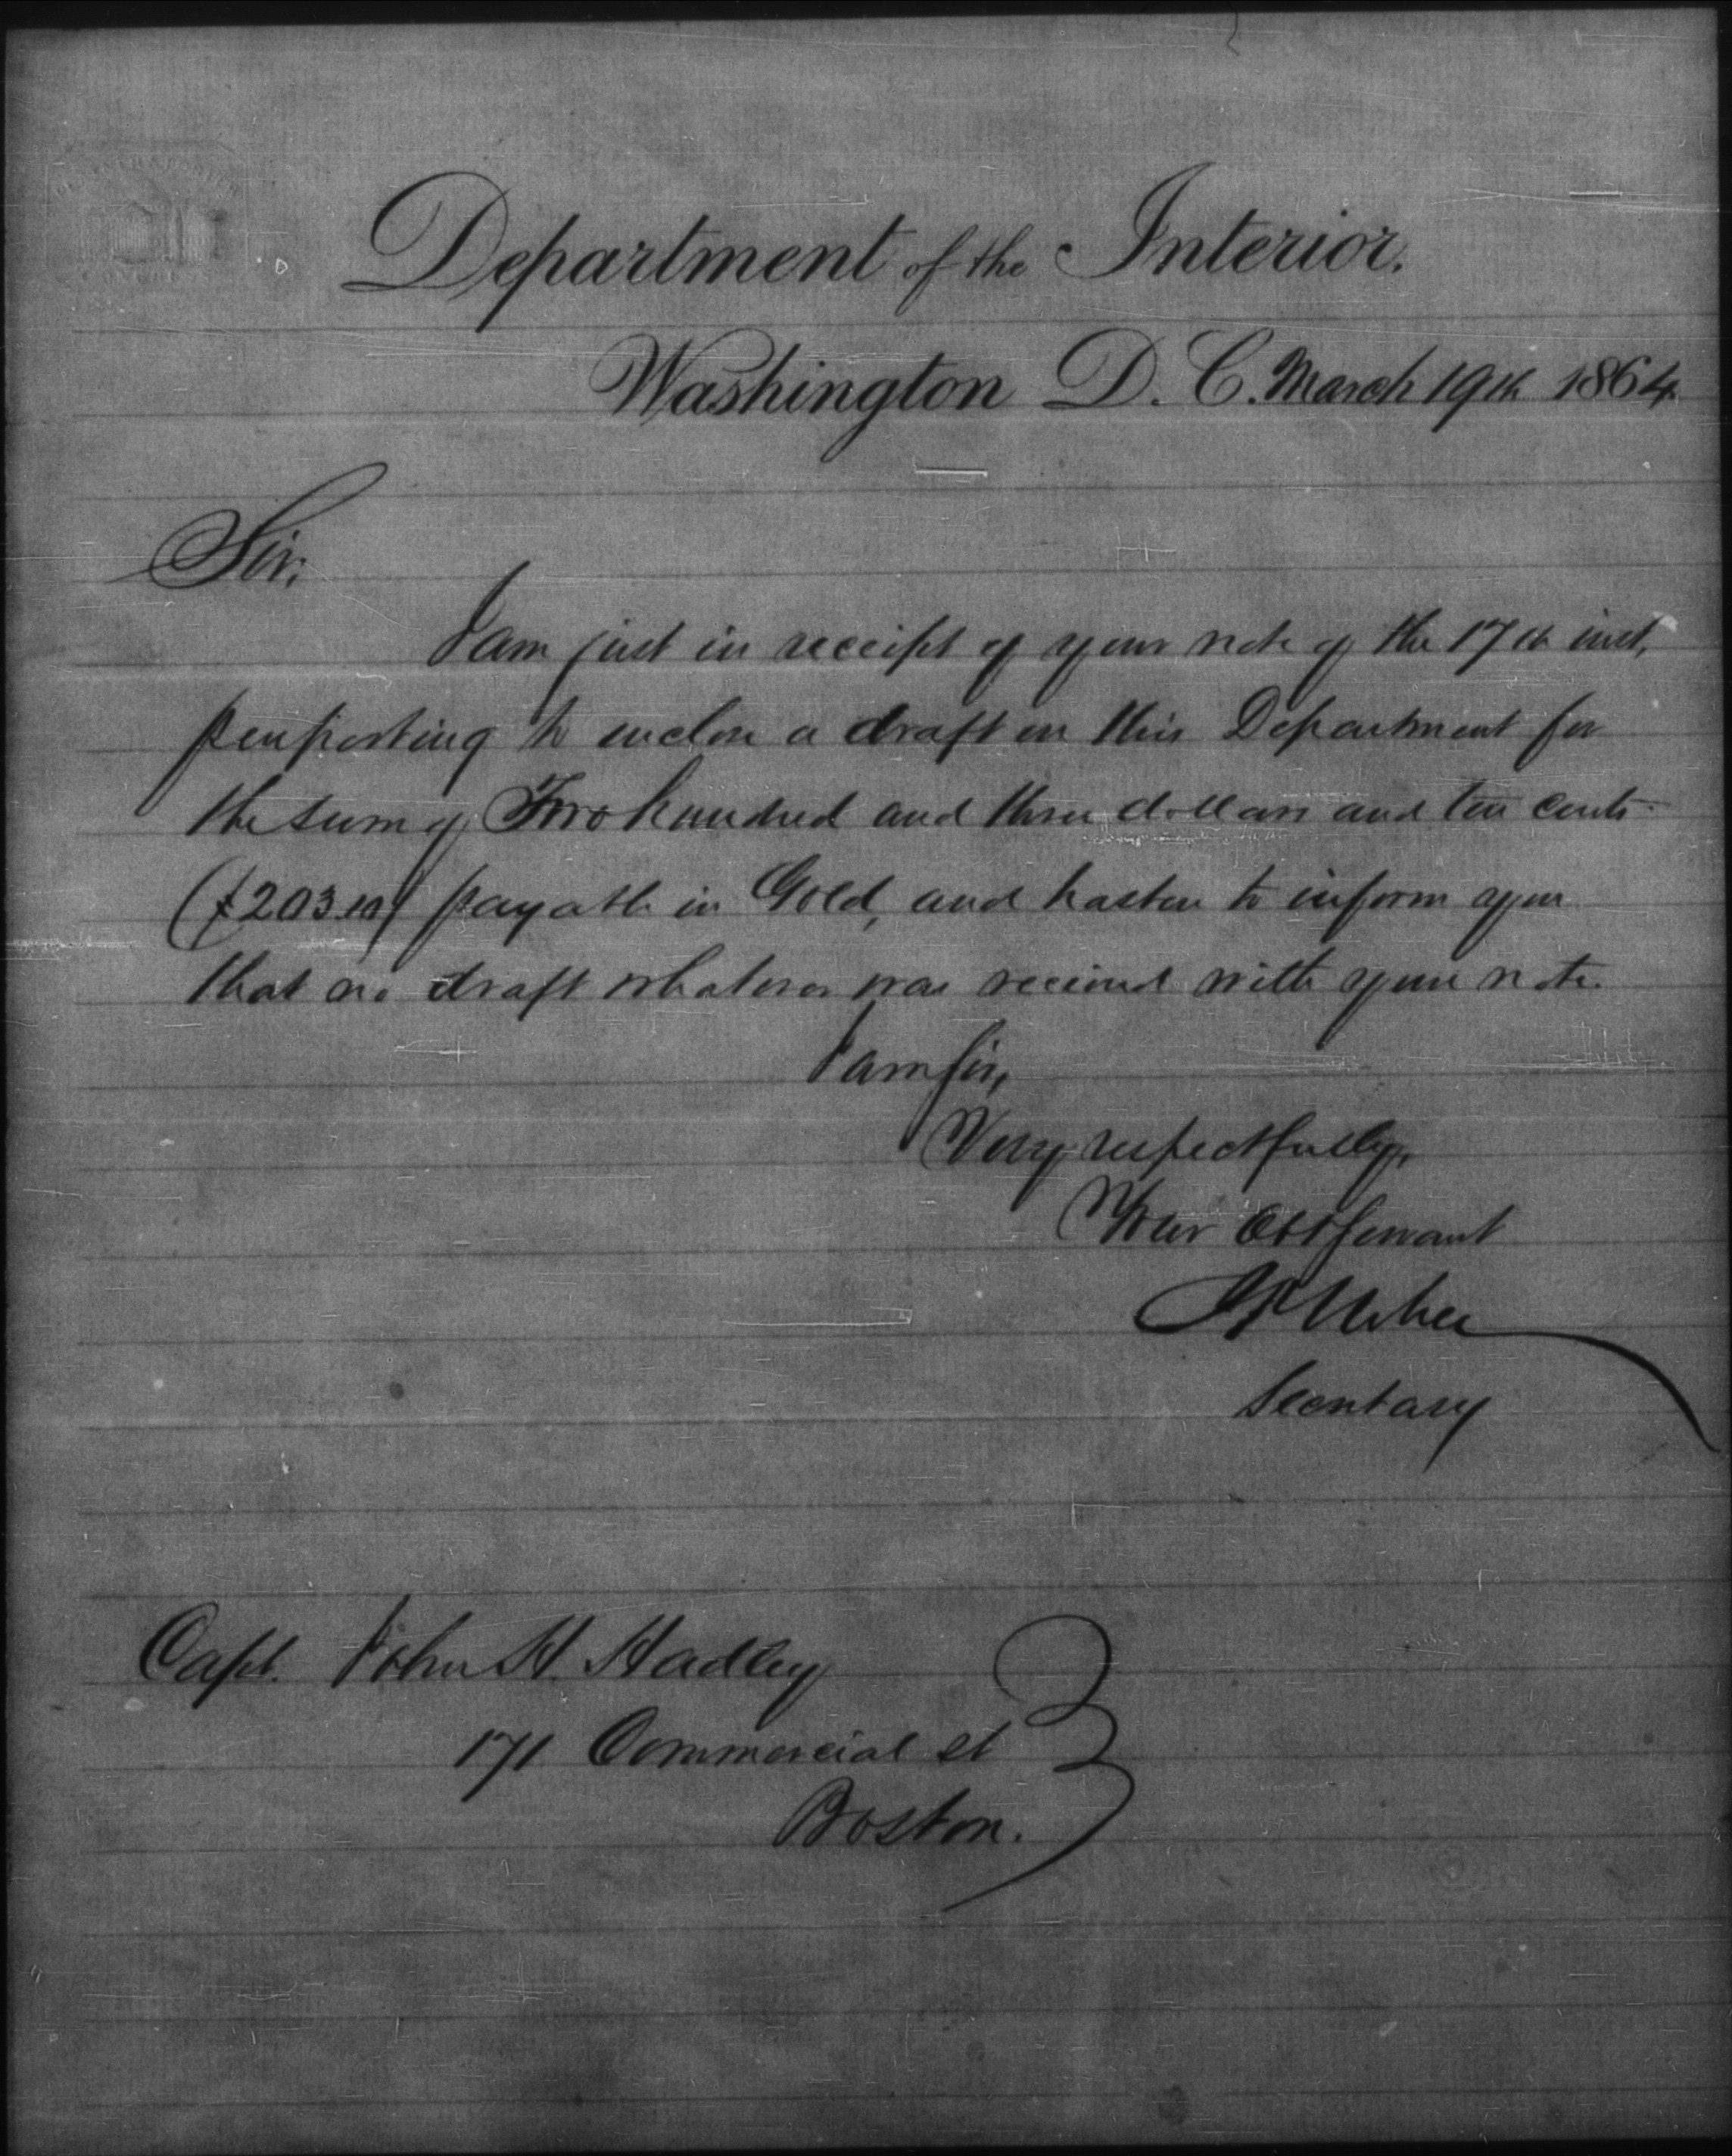 Department of the Interior.
Washington D. C. March 19th 1864
Sir:
I am just in receipt of your note of the 17th inst,
purporting to enclose a draft on this Department for
the sum of Two hundred and three dollars and ten cents
($203.10) payable in Gold, and hasten to inform you
that no draft whatever was received with your note.
I am Sir,
Very respectfully,
Your Obt Servant
J P Usher
Secretary
Capt. John H. Hadley
171 Commercial st
Boston.